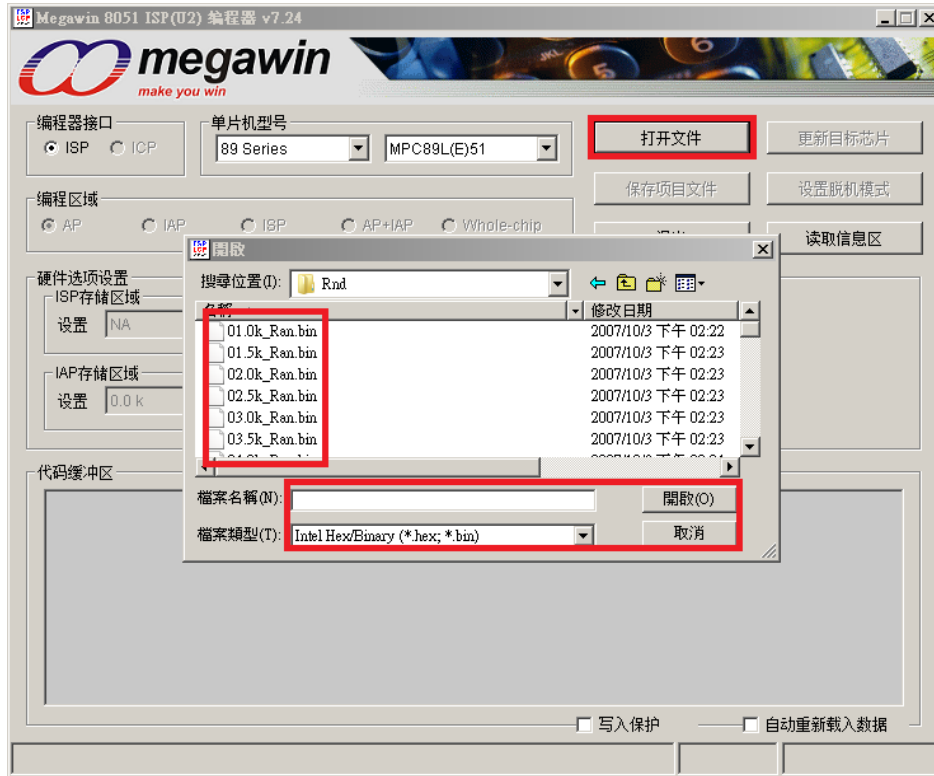 Megawin 8051 ISP(U2) 编程器 v7.24
megawin
make you win
编程器接口
ISP ICP
单片机型号
89 Series MPC89L(E)51
打开文件 更新目标芯片
保存项目文件 设置脱机模式
读取信息区
编程区域
AP IAP ISP AP+IAP Whole-chip
硬件选项设置
ISP存储区域
设置 NA
IAP存储区域
设置 0.0 k
開啟
搜尋位置(I): Rnd
名稱 修改日期
01.0k_Ran.bin 2007/10/3 下午 02:22
01.5k_Ran.bin 2007/10/3 下午 02:23
02.0k_Ran.bin 2007/10/3 下午 02:23
02.5k_Ran.bin 2007/10/3 下午 02:23
03.0k_Ran.bin 2007/10/3 下午 02:23
03.5k_Ran.bin 2007/10/3 下午 02:23
檔案名稱(N): 開啟(O)
檔案類型(T): Intel Hex/Binary (*.hex; *.bin) 取消
代码缓冲区
写入保护 自动重新载入数据